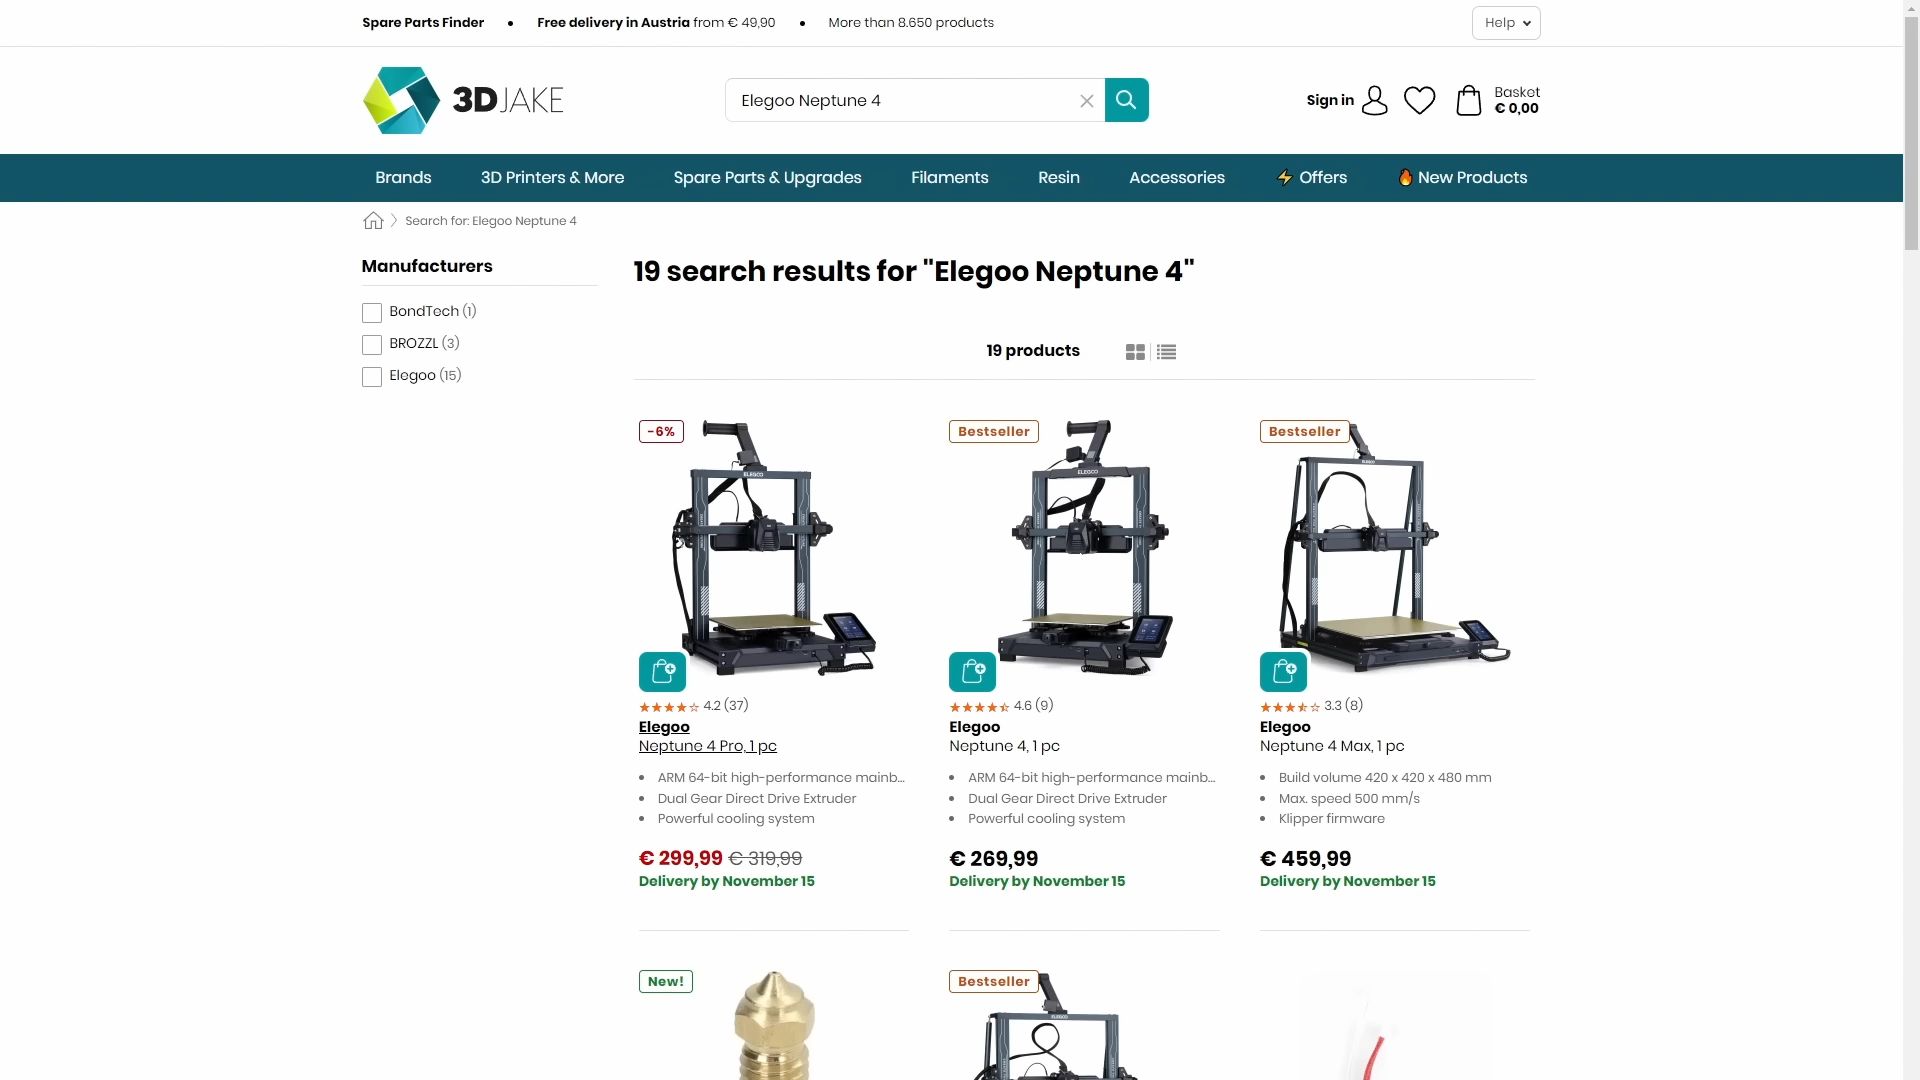 Spare Parts Finder • Free delivery in Austria from € 49,90 • More than 8.650 products
Help
3DJAKE
Elegoo Neptune 4
Sign in
Basket
€ 0,00
Brands
3D Printers & More
Spare Parts & Upgrades
Filaments
Resin
Accessories
⚡ Offers
🔥 New Products
Search for: Elegoo Neptune 4
Manufacturers
BondTech (1)
BROZZL (3)
Elegoo (15)
19 search results for "Elegoo Neptune 4"
19 products
-6%
ELEGOO
4.2 (37)
Elegoo
Neptune 4 Pro, 1 pc
• ARM 64-bit high-performance mainb...
• Dual Gear Direct Drive Extruder
• Powerful cooling system
€ 299,99 € 319,99
Delivery by November 15
Bestseller
ELEGOO
4.6 (9)
Elegoo
Neptune 4, 1 pc
• ARM 64-bit high-performance mainb...
• Dual Gear Direct Drive Extruder
• Powerful cooling system
€ 269,99
Delivery by November 15
Bestseller
ELEGOO
3.3 (8)
Elegoo
Neptune 4 Max, 1 pc
• Build volume 420 x 420 x 480 mm
• Max. speed 500 mm/s
• Klipper firmware
€ 459,99
Delivery by November 15
New!
Bestseller
ELEGOO